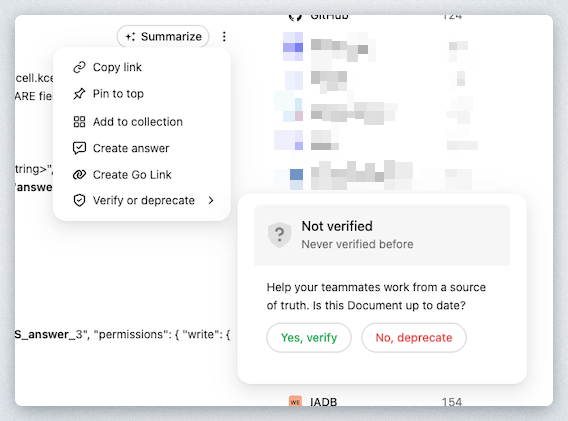 GitHub 124
Summarize
Copy link
cell.kce
Pin to top
ARE fie
Add to collection
Create answer
tring>",
Create Go Link
"answe
Verify or deprecate
Not verified
Never verified before
Help your teammates work from a source
of truth. Is this Document up to date?
S_answer_3", "permissions": { "write": {
Yes, verify No, deprecate
WE IADB 154